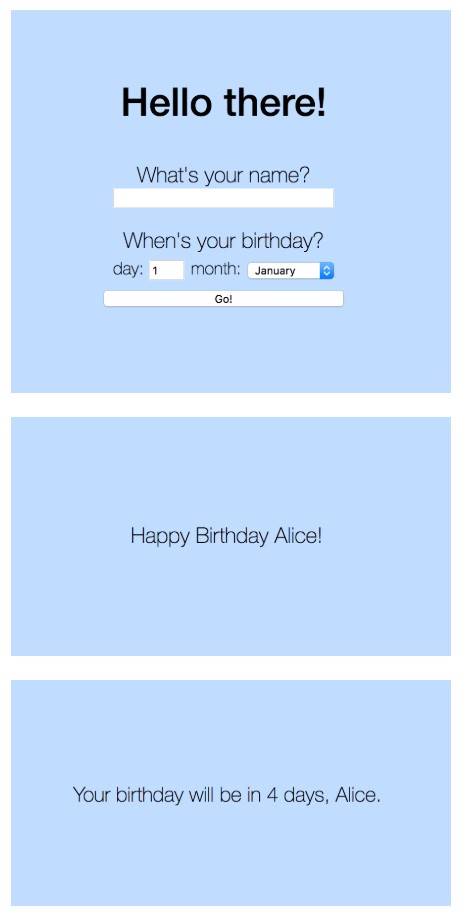 Hello there!
What's your name?
When's your birthday?
day: 1 month: January
Go!
Happy Birthday Alice!
Your birthday will be in 4 days, Alice.